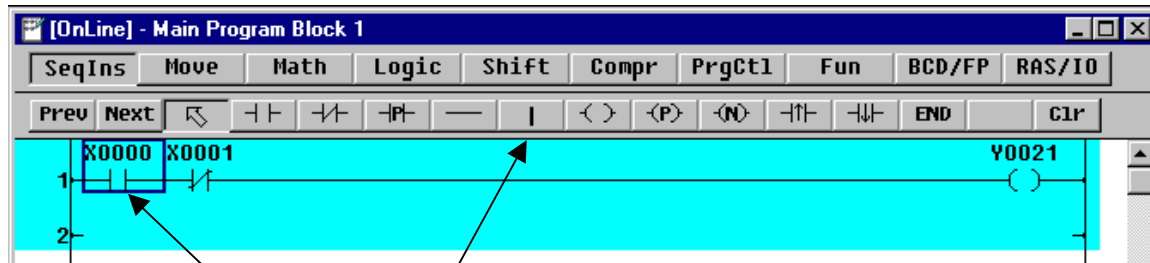 [OnLine] - Main Program Block 1
SeqIns Move Math Logic Shift Compr PrgCtl Fun BCD/FP RAS/IO
Prev Next P (P) (N) END Clr
X0000 X0001 Y0021
1
2